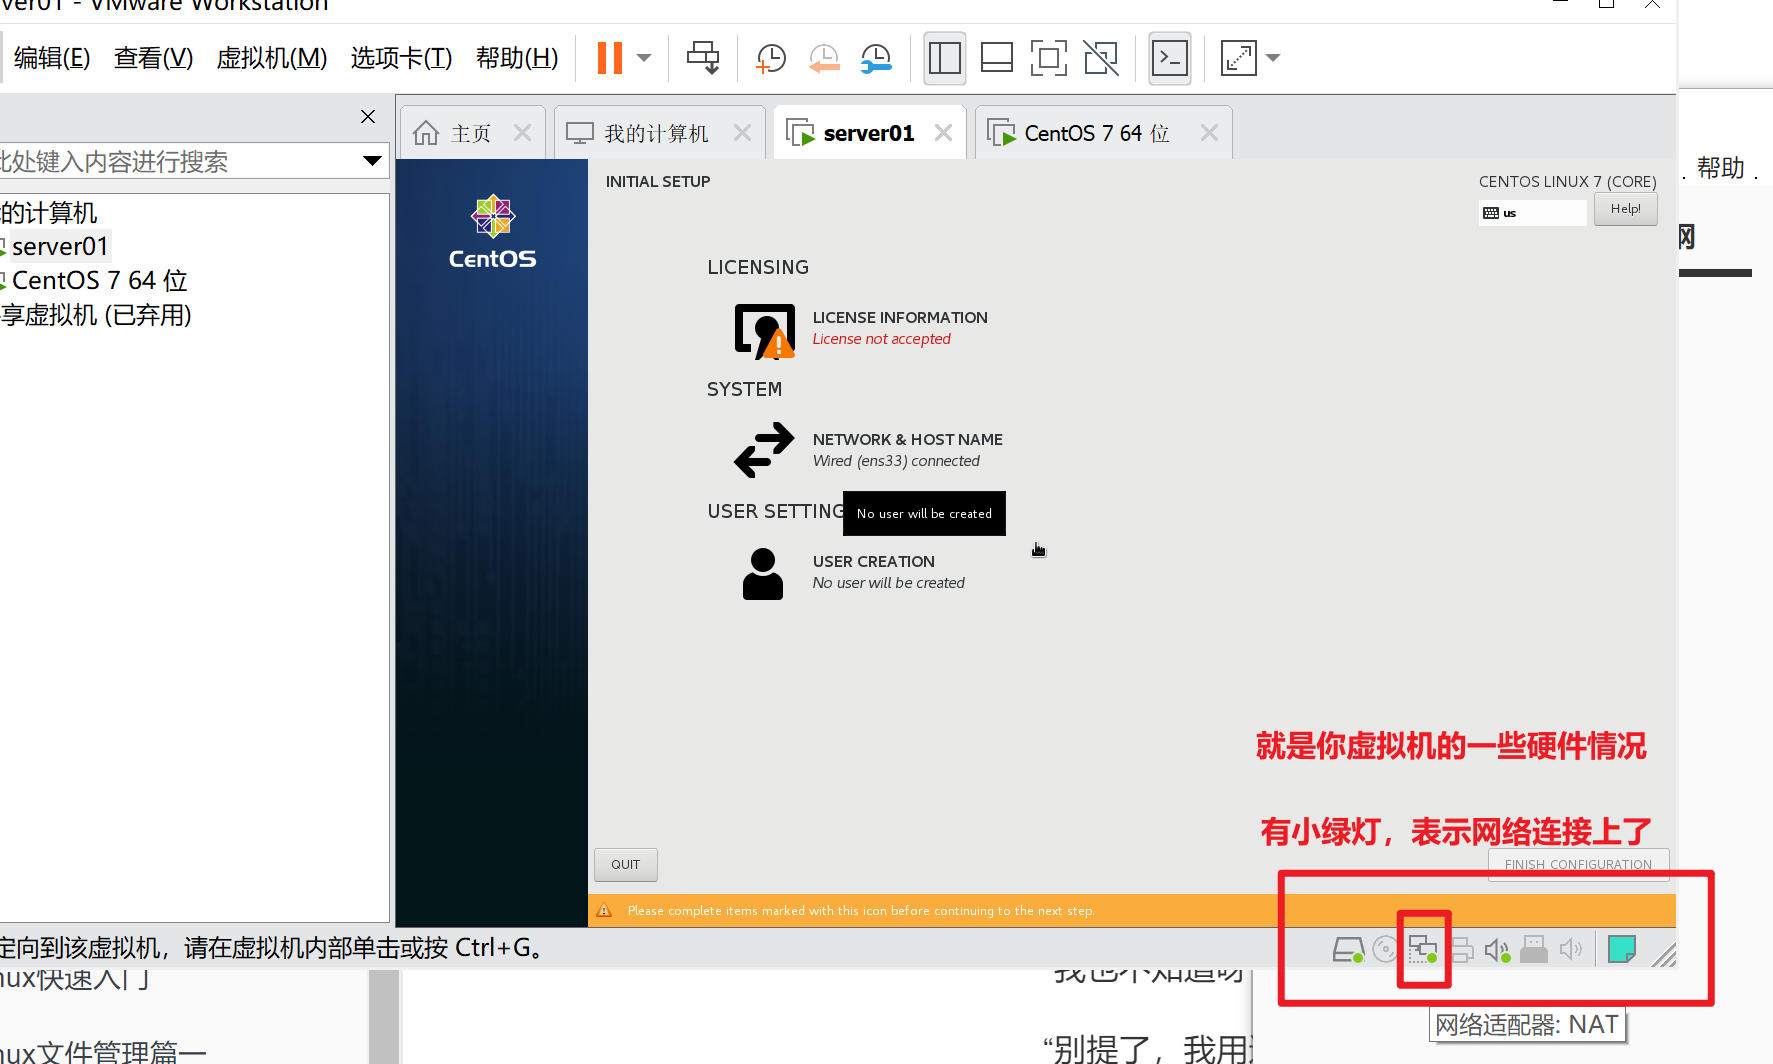 ver01 - VMware Workstation
编辑(E) 查看(V) 虚拟机(M) 选项卡(T) 帮助(H)
主页 我的计算机 server01 CentOS 7 64 位
此处键入内容进行搜索
的计算机
server01
CentOS 7 64 位
享虚拟机 (已弃用)
CentOS
INITIAL SETUP
CENTOS LINUX 7 (CORE)
us
Help!
LICENSING
LICENSE INFORMATION
License not accepted
SYSTEM
NETWORK & HOST NAME
Wired (ens33) connected
USER SETTING
No user will be created
USER CREATION
No user will be created
就是你虚拟机的一些硬件情况
有小绿灯，表示网络连接上了
QUIT
FINISH CONFIGURATION
Please complete items marked with this icon before continuing to the next step.
. 帮助 .
网
定向到该虚拟机，请在虚拟机内部单击或按 Ctrl+G。
nux快速入门
我也不知道呀
网络适配器: NAT
nux文件管理篇一
“别提了，我用